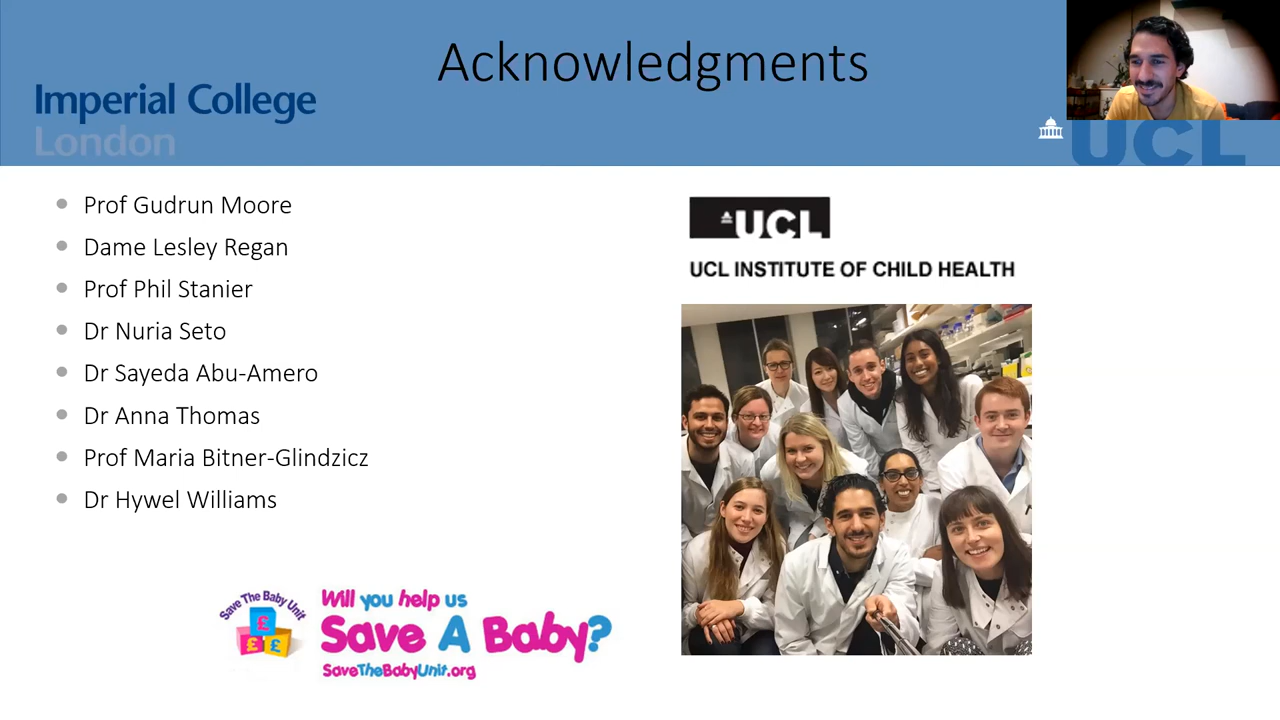 Acknowledgments
Imperial College
London
UCL
Prof Gudrun Moore
Dame Lesley Regan
Prof Phil Stanier
Dr Nuria Seto
Dr Sayeda Abu-Amero
Dr Anna Thomas
Prof Maria Bitner-Glindzicz
Dr Hywel Williams
UCL
UCL INSTITUTE OF CHILD HEALTH
Save The Baby Unit
£
£ £
Will you help us
Save A Baby?
SaveTheBabyUnit.org